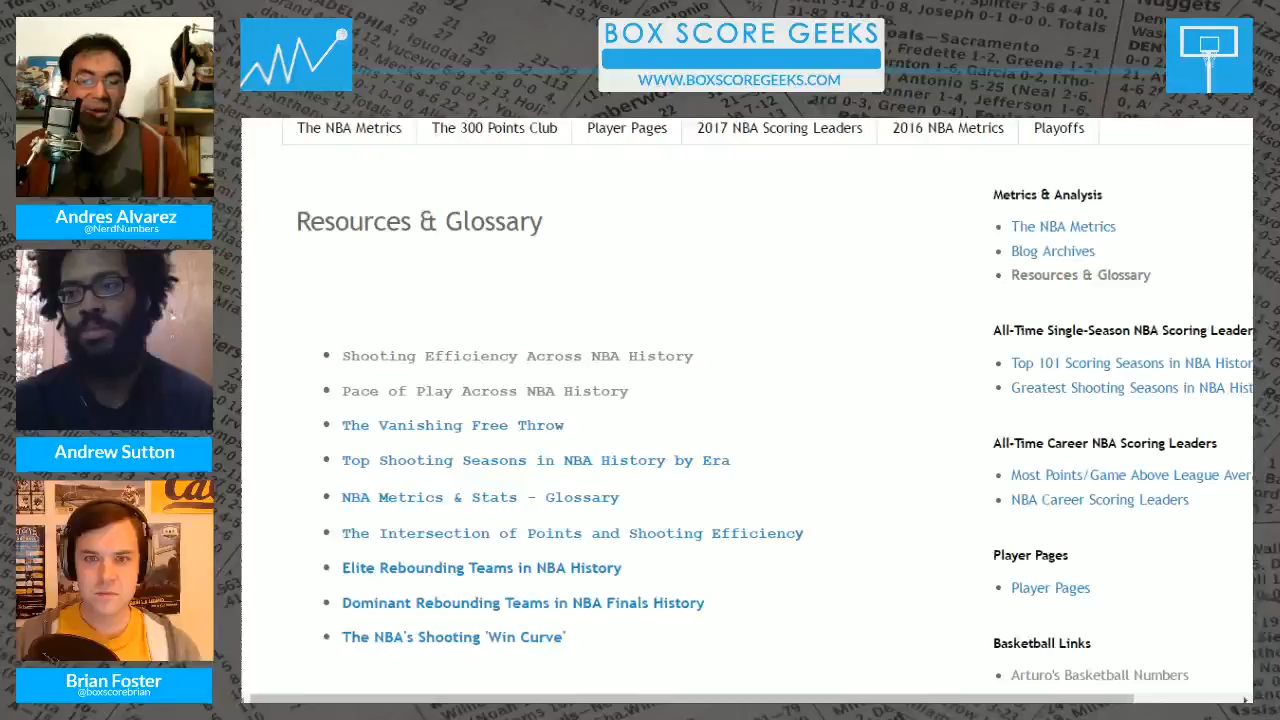 BOX SCORE GEEKS
WWW.BOXSCOREGEEKS.COM
Andres Alvarez
@NerdNumbers
Andrew Sutton
Brian Foster
@boxscorebrian
The NBA Metrics
The 300 Points Club
Player Pages
2017 NBA Scoring Leaders
2016 NBA Metrics
Playoffs
Resources & Glossary
Shooting Efficiency Across NBA History
Pace of Play Across NBA History
The Vanishing Free Throw
Top Shooting Seasons in NBA History by Era
NBA Metrics & Stats - Glossary
The Intersection of Points and Shooting Efficiency
Elite Rebounding Teams in NBA History
Dominant Rebounding Teams in NBA Finals History
The NBA's Shooting 'Win Curve'
Metrics & Analysis
The NBA Metrics
Blog Archives
Resources & Glossary
All-Time Single-Season NBA Scoring Leader
Top 101 Scoring Seasons in NBA Histor
Greatest Shooting Seasons in NBA Hist
All-Time Career NBA Scoring Leaders
Most Points/Game Above League Aver
NBA Career Scoring Leaders
Player Pages
Player Pages
Basketball Links
Arturo's Basketball Numbers